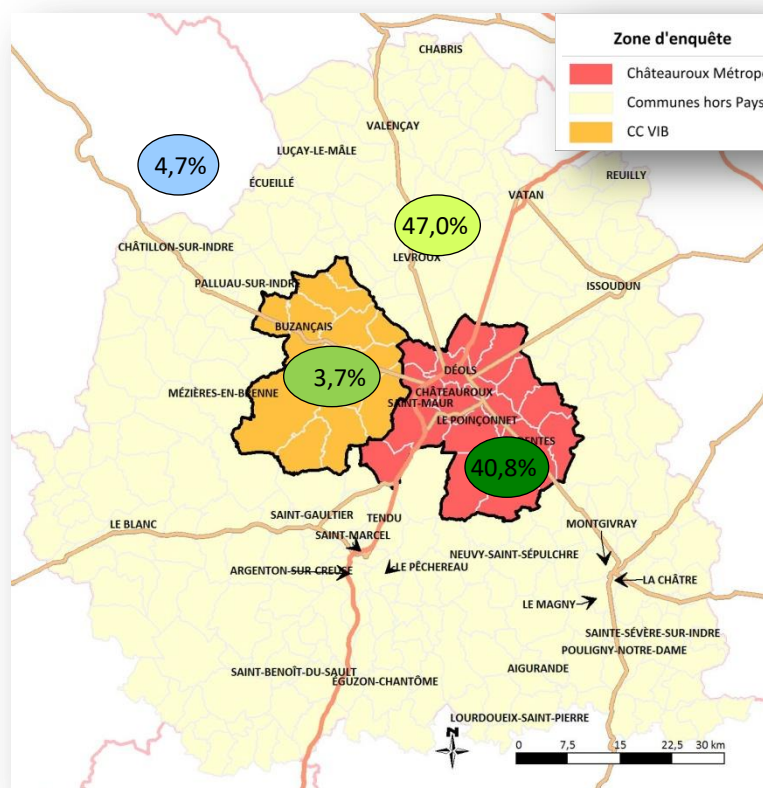 CHABRIS
Zone d'enquête
Châteauroux Métrop
Communes hors Pays
CC VIB
VALENÇAY
LUÇAY-LE-MÂLE
4,7%
ÉCUEILLÉ
REUILLY
VATAN
47,0%
CHÂTILLON-SUR-INDRE
LEVROUX
PALLUAU-SUR-INDRE
ISSOUDUN
BUZANÇAIS
DÉOLS
3,7%
MÉZIÈRES-EN-BRENNE
CHÂTEAUROUX
SAINT-MAUR
LE POINÇONNET
ENTES
40,8%
LE BLANC
SAINT-GAULTIER
TENDU
MONTGIVRAY
SAINT-MARCEL
NEUVY-SAINT-SÉPULCHRE
ARGENTON-SUR-CREUSE
LE PÊCHEREAU
LA CHÂTRE
LE MAGNY
SAINTE-SÉVÈRE-SUR-INDRE
POULIGNY-NOTRE-DAME
SAINT-BENOÎT-DU-SAULT
AIGURANDE
ÉGUZON-CHANTÔME
LOURDOUEIX-SAINT-PIERRE
N
0 7,5 15 22,5 30 km